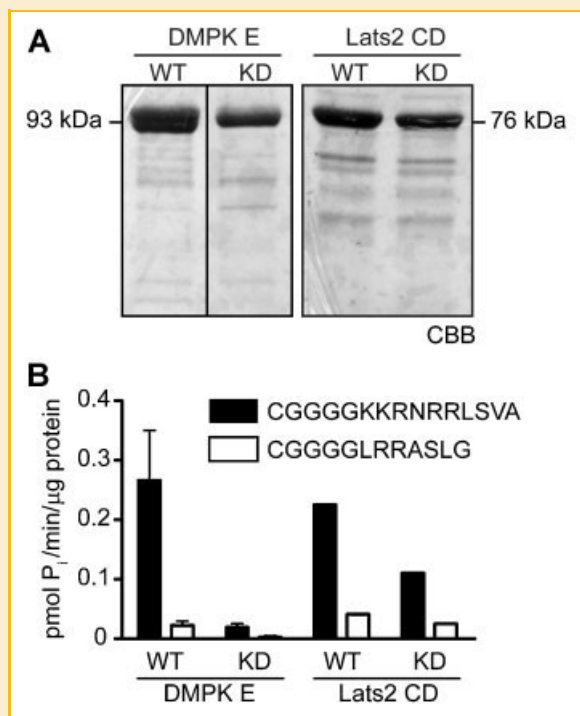 A
DMPK E Lats2 CD
WT KD WT KD
93 kDa 76 kDa
CBB
B
pmol Pi/min/μg protein
0.4
0.3
0.2
0.1
0
CGGGGKKRNRRLSVA
CGGGGLRRASLG
WT KD WT KD
DMPK E Lats2 CD